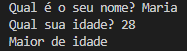 Qual é o seu nome? Maria
Qual sua idade? 28
Maior de idade